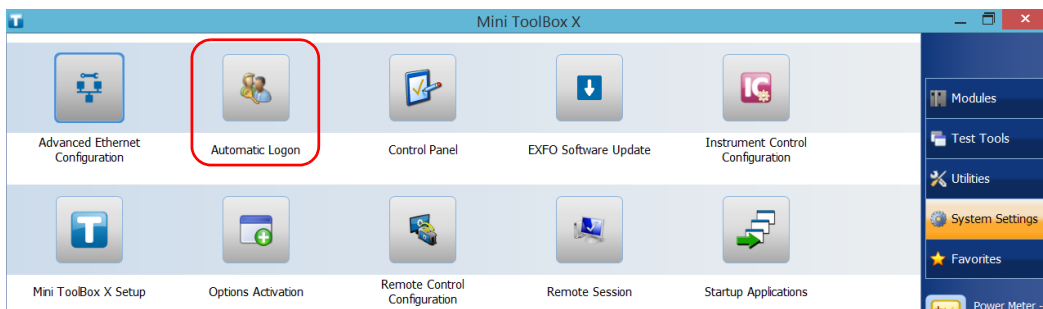 Mini ToolBox X
Advanced Ethernet
Configuration
Automatic Logon
Control Panel
EXFO Software Update
Instrument Control
Configuration
Mini ToolBox X Setup
Options Activation
Remote Control
Configuration
Remote Session
Startup Applications
Modules
Test Tools
Utilities
System Settings
Favorites
Power Meter -